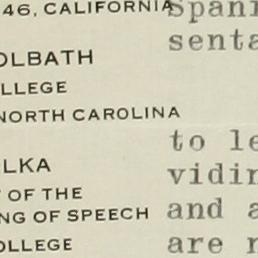 46, CALIFORNIA
OLBATH
LLEGE
NORTH CAROLINA
OLKA
OF THE
NG OF SPEECH
OLLEGE
Spani
senta
to le
vidin
and a
are n